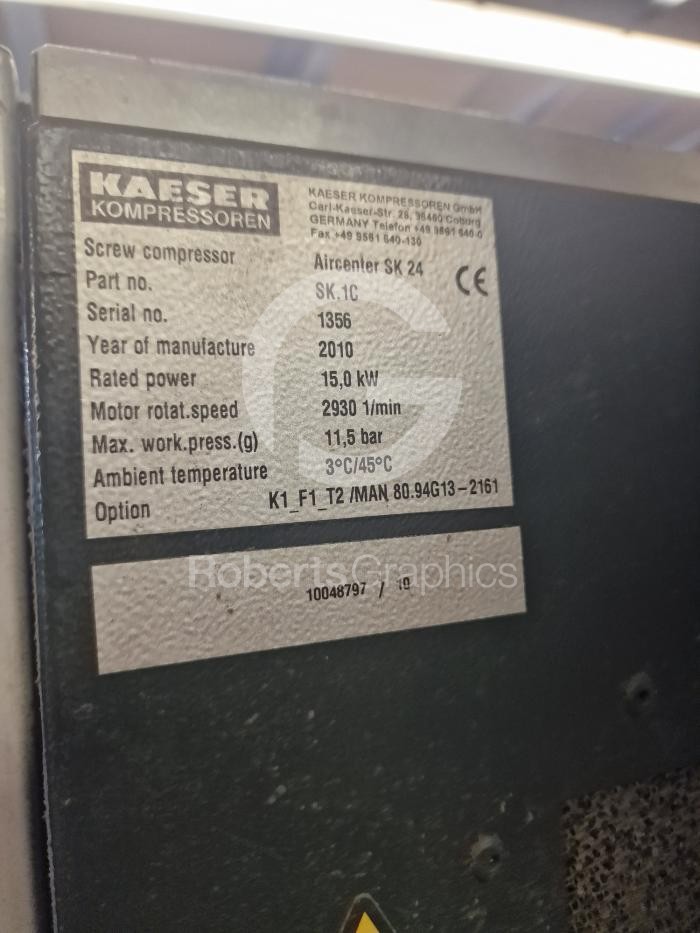 KAESER
KOMPRESSOREN
KAESER KOMPRESSOREN GmbH
Carl-Kaeser-Str. 26, 96450 Coburg
GERMANY Telefon +49 9561 640-0
Fax +49 9561 640-130
Screw compressor Aircenter SK 24
CE
Part no. SK.1C
Serial no. 1356
Year of manufacture 2010
Rated power 15,0 kW
Motor rotat.speed 2930 1/min
Max. work.press.(g) 11,5 bar
Ambient temperature 3°C/45°C
Option K1_F1_T2 /MAN 80.94G13-2161
RobertsGraphics
10048797 / 10